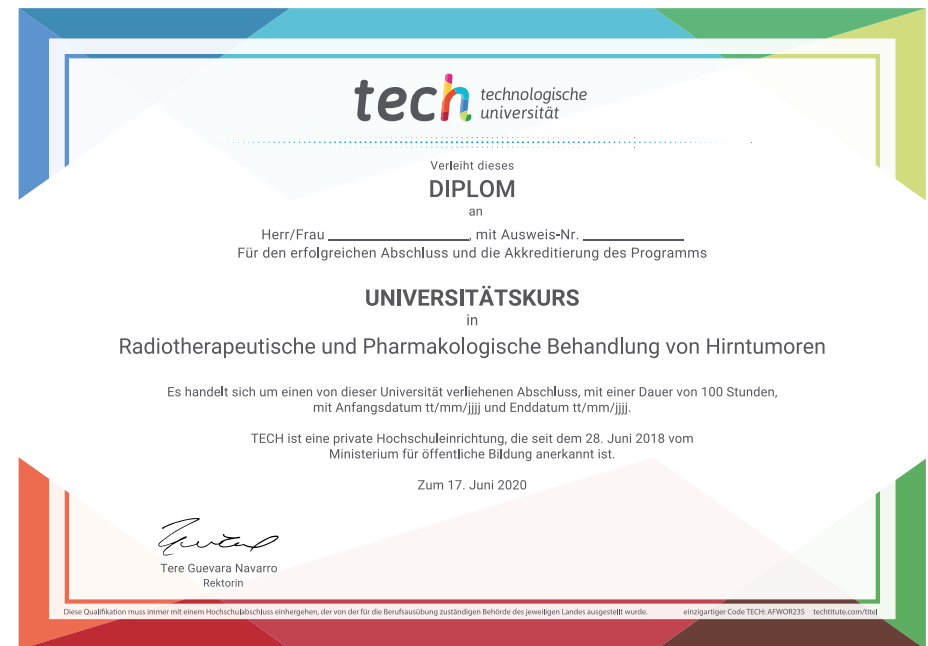 tech technologische
universität
Verleiht dieses
DIPLOM
an
Herr/Frau ____________________, mit Ausweis-Nr. ______________
Für den erfolgreichen Abschluss und die Akkreditierung des Programms
UNIVERSITÄTSKURS
in
Radiotherapeutische und Pharmakologische Behandlung von Hirntumoren
Es handelt sich um einen von dieser Universität verliehenen Abschluss, mit einer Dauer von 100 Stunden,
mit Anfangsdatum tt/mm/jjjj und Enddatum tt/mm/jjjj.
TECH ist eine private Hochschuleinrichtung, die seit dem 28. Juni 2018 vom
Ministerium für öffentliche Bildung anerkannt ist.
Zum 17. Juni 2020
Tere Guevara Navarro
Rektorin
Diese Qualifikation muss immer mit einem Hochschulabschluss einhergehen, der von der für die Berufsausübung zuständigen Behörde des jeweiligen Landes ausgestellt wurde. einzigartiger Code TECH: AFWOR23S techtitute.com/titel